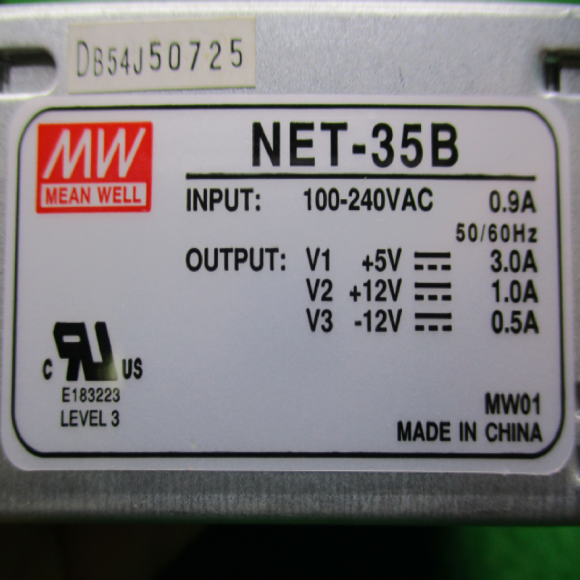 DB54J50725
MW
MEAN WELL
NET-35B
INPUT: 100-240VAC 0.9A
50/60Hz
OUTPUT: V1 +5V 3.0A
V2 +12V 1.0A
V3 -12V 0.5A
C UR US
E183223
LEVEL 3
MW01
MADE IN CHINA